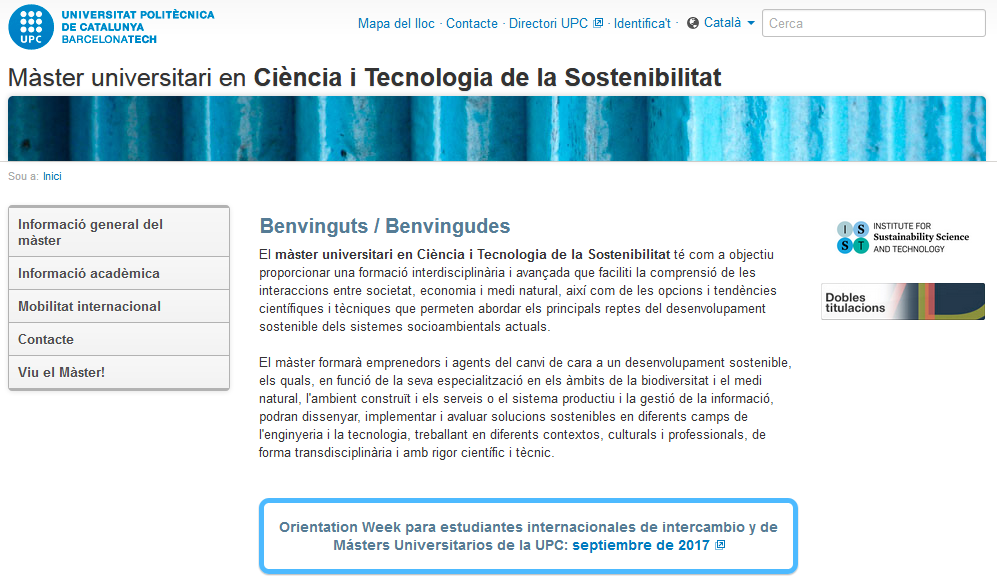 UNIVERSITAT POLITÈCNICA
DE CATALUNYA
BARCELONATECH
UPC
Mapa del lloc · Contacte · Directori UPC · Identifica't · Català
Cerca
Màster universitari en Ciència i Tecnologia de la Sostenibilitat
Sou a: Inici
Informació general del
màster
Informació acadèmica
Mobilitat internacional
Contacte
Viu el Màster!
Benvinguts / Benvingudes
El màster universitari en Ciència i Tecnologia de la Sostenibilitat té com a objectiu
proporcionar una formació interdisciplinària i avançada que faciliti la comprensió de les
interaccions entre societat, economia i medi natural, així com de les opcions i tendències
científiques i tècniques que permeten abordar els principals reptes del desenvolupament
sostenible dels sistemes socioambientals actuals.
El màster formarà emprenedors i agents del canvi de cara a un desenvolupament sostenible,
els quals, en funció de la seva especialització en els àmbits de la biodiversitat i el medi
natural, l'ambient construït i els serveis o el sistema productiu i la gestió de la informació,
podran dissenyar, implementar i avaluar solucions sostenibles en diferents camps de
l'enginyeria i la tecnologia, treballant en diferents contextos, culturals i professionals, de
forma transdisciplinària i amb rigor científic i tècnic.
Orientation Week para estudiantes internacionales de intercambio y de
Másters Universitarios de la UPC: septiembre de 2017
IS
ST
INSTITUTE FOR
Sustainability Science
AND TECHNOLOGY
Dobles
titulacions